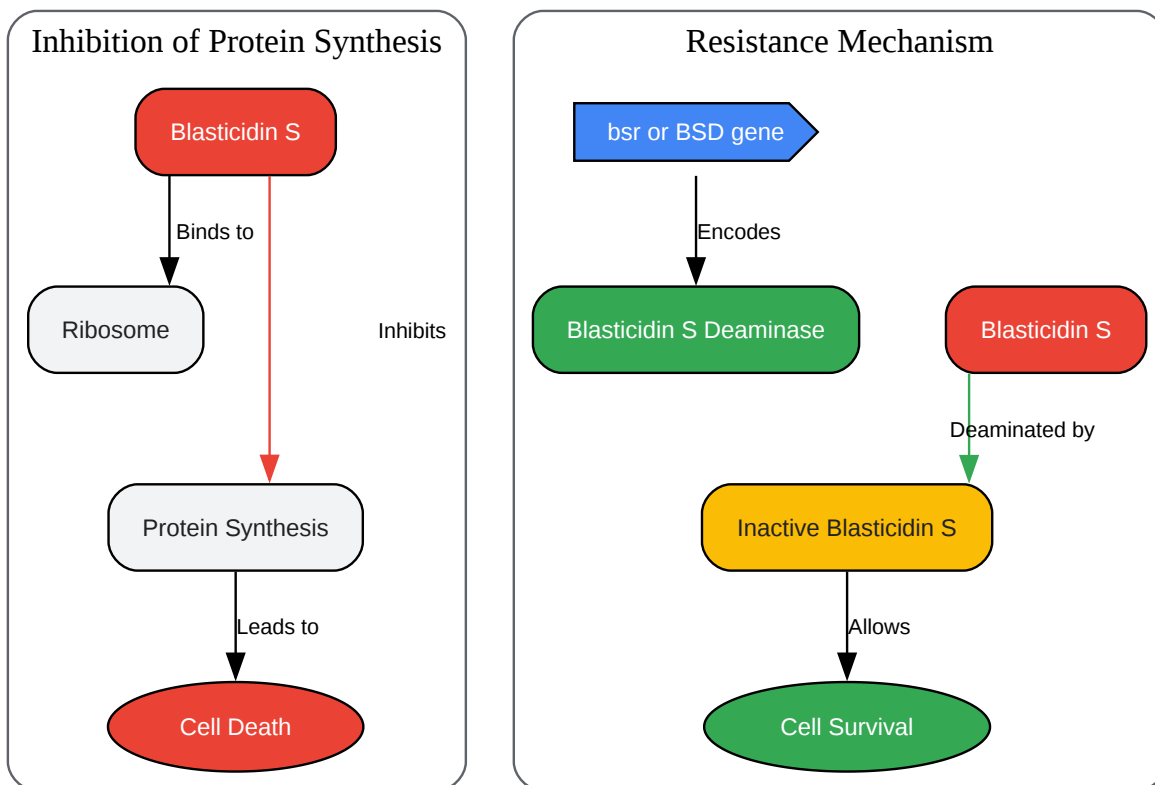 Inhibition of Protein Synthesis
Blasticidin S
Binds to
Ribosome
Inhibits
Protein Synthesis
Leads to
Cell Death
Resistance Mechanism
bsr or BSD gene
Encodes
Blasticidin S Deaminase
Blasticidin S
Deaminated by
Inactive Blasticidin S
Allows
Cell Survival